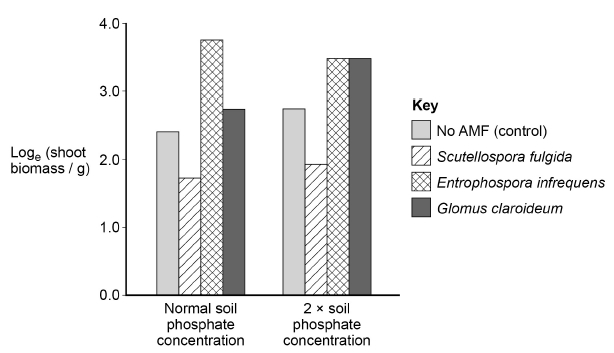 4.0
3.0
2.0
1.0
0.0
Logₑ (shoot
biomass / g)
Normal soil
phosphate
concentration
2 × soil
phosphate
concentration
Key
No AMF (control)
Scutellospora fulgida
Entrophospora infrequens
Glomus claroideum